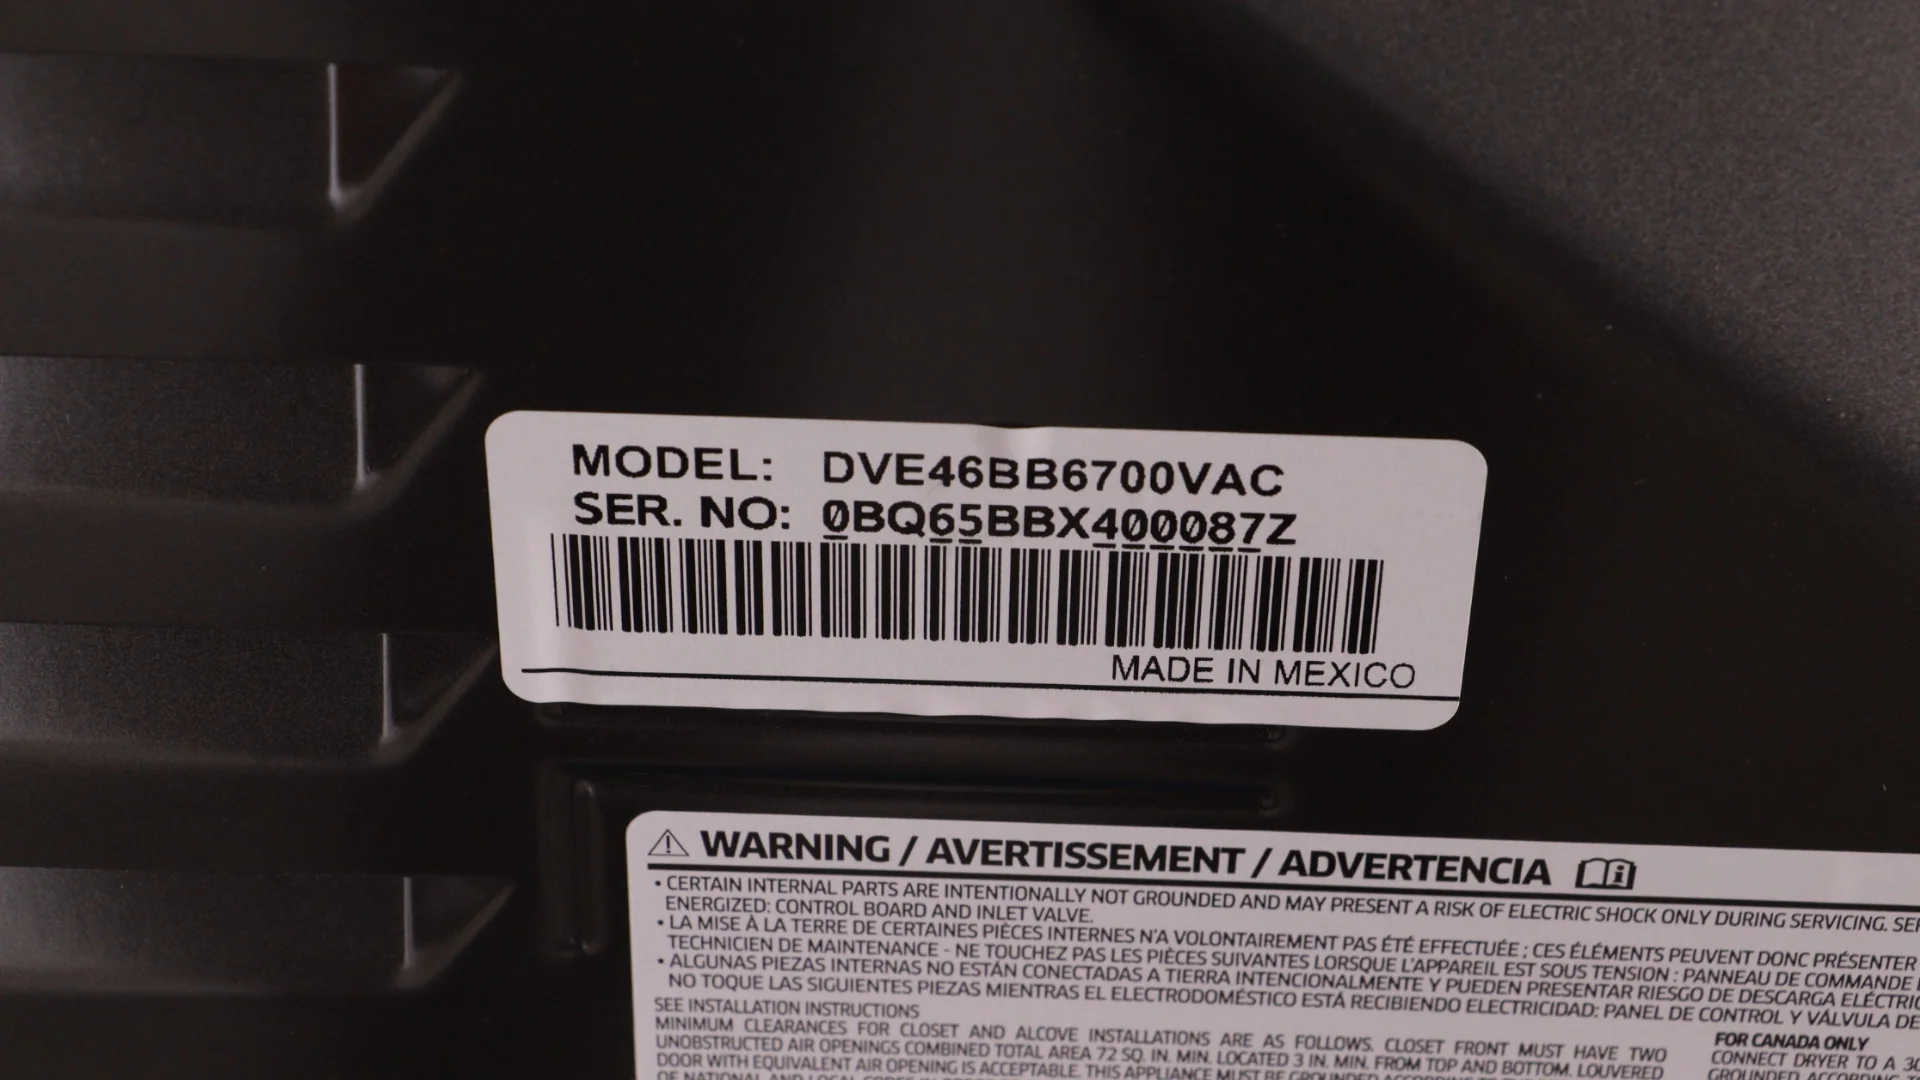 MODEL: DVE46BB6700VAC
SER. NO: 0BQ65BBX400087Z
MADE IN MEXICO
⚠ WARNING / AVERTISSEMENT / ADVERTENCIA
• CERTAIN INTERNAL PARTS ARE INTENTIONALLY NOT GROUNDED AND MAY PRESENT A RISK OF ELECTRIC SHOCK ONLY DURING SERVICING.
ENERGIZED: CONTROL BOARD AND INLET VALVE.
• LA MISE À LA TERRE DE CERTAINES PIÈCES INTERNES N'A VOLONTAIREMENT PAS ÉTÉ EFFECTUÉE ; CES ÉLÉMENTS PEUVENT DONC PRÉSENTER
TECHNICIEN DE MAINTENANCE - NE TOUCHEZ PAS LES PIÈCES SUIVANTES LORSQUE L'APPAREIL EST SOUS TENSION : PANNEAU DE COMMANDE
• ALGUNAS PIEZAS INTERNAS NO ESTÁN CONECTADAS A TIERRA INTENCIONALMENTE Y PUEDEN PRESENTAR RIESGO DE DESCARGA
NO TOQUE LAS SIGUIENTES PIEZAS MIENTRAS EL ELECTRODOMÉSTICO ESTÁ RECIBIENDO ELECTRICIDAD: PANEL DE CONTROL Y VÁLVULA DE
SEE INSTALLATION INSTRUCTIONS
MINIMUM CLEARANCES FOR CLOSET AND ALCOVE INSTALLATIONS ARE AS FOLLOWS. CLOSET FRONT MUST HAVE TWO
UNOBSTRUCTED AIR OPENINGS COMBINED TOTAL AREA 72 SQ. IN. MIN. LOCATED 3 IN. MIN. FROM TOP AND BOTTOM. LOUVERED
DOOR WITH EQUIVALENT AIR OPENING IS ACCEPTABLE. THIS APPLIANCE MUST BE GROUNDED
FOR CANADA ONLY
CONNECT DRYER TO A